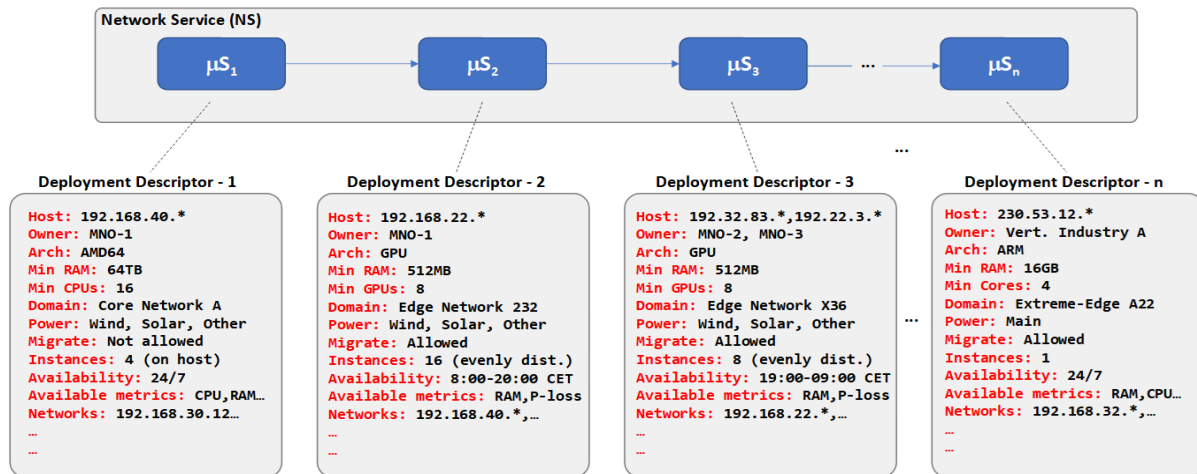 Network Service (NS)
μS1
μS2
μS3
...
μSn
...
Deployment Descriptor - 1
Host: 192.168.40.*
Owner: MNO-1
Arch: AMD64
Min RAM: 64TB
Min CPUs: 16
Domain: Core Network A
Power: Wind, Solar, Other
Migrate: Not allowed
Instances: 4 (on host)
Availability: 24/7
Available metrics: CPU,RAM…
Networks: 192.168.30.12…
…
…
Deployment Descriptor - 2
Host: 192.168.22.*
Owner: MNO-1
Arch: GPU
Min RAM: 512MB
Min GPUs: 8
Domain: Edge Network 232
Power: Wind, Solar, Other
Migrate: Allowed
Instances: 16 (evenly dist.)
Availability: 8:00-20:00 CET
Available metrics: RAM,P-loss
Networks: 192.168.40.*,…
…
…
Deployment Descriptor - 3
Host: 192.32.83.*,192.22.3.*
Owner: MNO-2, MNO-3
Arch: GPU
Min RAM: 512MB
Min GPUs: 8
Domain: Edge Network X36
Power: Wind, Solar, Other
Migrate: Allowed
Instances: 8 (evenly dist.)
Availability: 19:00-09:00 CET
Available metrics: RAM,P-loss
Networks: 192.168.22.*,…
…
…
...
Deployment Descriptor - n
Host: 230.53.12.*
Owner: Vert. Industry A
Arch: ARM
Min RAM: 16GB
Min Cores: 4
Domain: Extreme-Edge A22
Power: Main
Migrate: Allowed
Instances: 1
Availability: 24/7
Available metrics: RAM,CPU…
Networks: 192.168.32.*,…
…
…